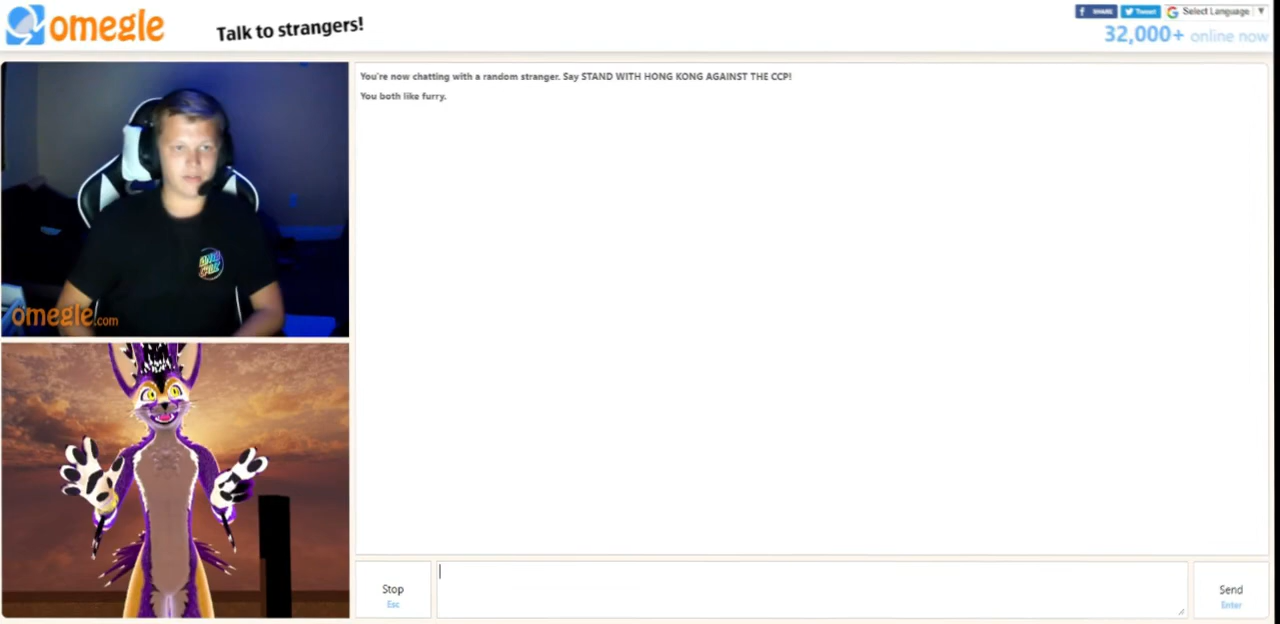 omegle
Talk to strangers!
SHARE
Tweet
Select Language ▼
32,000+ online now
You're now chatting with a random stranger. Say STAND WITH HONG KONG AGAINST THE CCP!
You both like furry.
omegle.com
Stop
Esc
Send
Enter